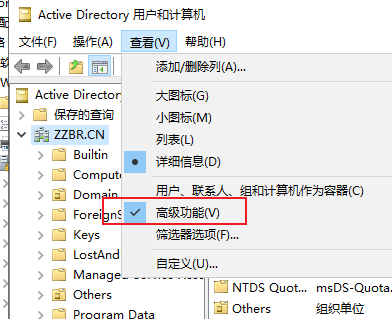 Active Directory 用户和计算机
文件(F) 操作(A) 查看(V) 帮助(H)
添加/删除列(A)...
Active Directory
大图标(G)
保存的查询
小图标(M)
ZZBR.CN
列表(L)
Builtin
详细信息(D)
Compute
Domain
用户、联系人、组和计算机作为容器(C)
ForeignS
高级功能(V)
Keys
筛选器选项(F)...
LostAnd
自定义(U)...
Managed Service Acco
NTDS Quot... msDS-Quota...
Others
Others 组织单位
Program Data